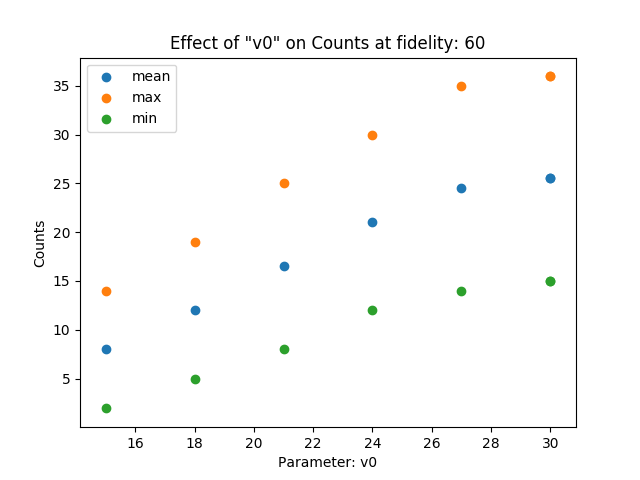 Effect of "v0" on Counts at fidelity: 60
mean
max
min
35
30
25
20
15
10
5
Counts
16 18 20 22 24 26 28 30
Parameter: v0